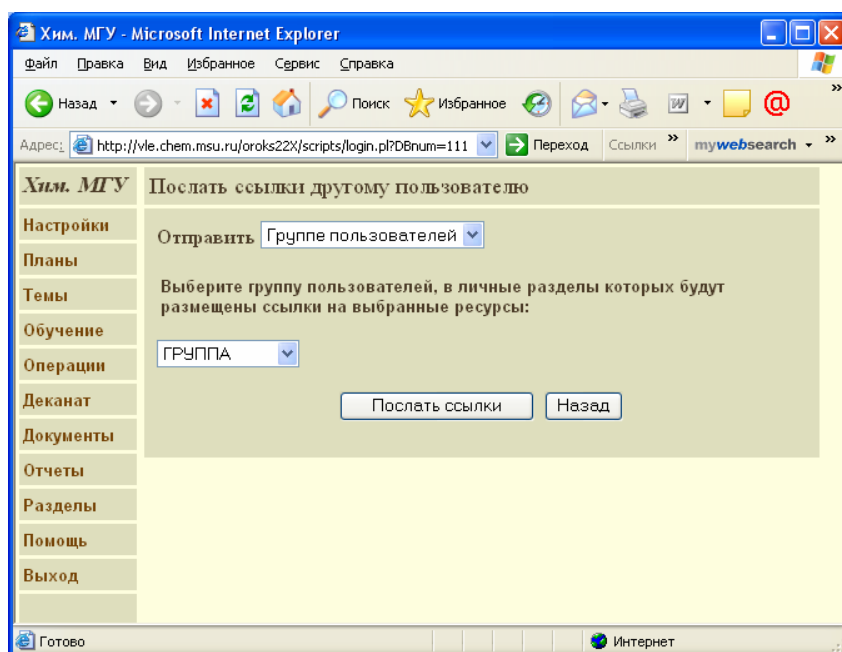 Хим. МГУ - Microsoft Internet Explorer
Файл Правка Вид Избранное Сервис Справка
Назад Поиск Избранное W @ »
Адрес: http://vle.chem.msu.ru/oroks22X/scripts/login.pl?DBnum=111 Переход Ссылки » mywebsearch »
Хим. МГУ
Послать ссылки другому пользователю
Настройки
Планы
Темы
Обучение
Операции
Деканат
Документы
Отчеты
Разделы
Помощь
Выход
Отправить Группе пользователей
Выберите группу пользователей, в личные разделы которых будут
размещены ссылки на выбранные ресурсы:
ГРУППА
Послать ссылки Назад
Готово Интернет